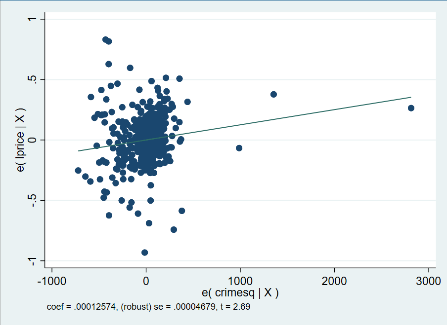 1
.5
0
-.5
-1
e( lprice | X )
-1000 0 1000 2000 3000
e( crimesq | X )
coef = .00012574, (robust) se = .00004679, t = 2.69